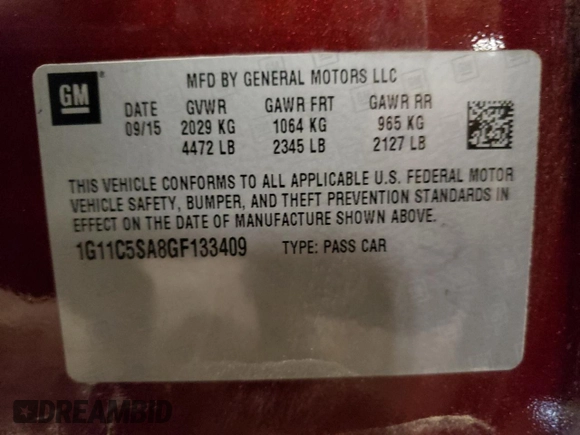 GM
MFD BY GENERAL MOTORS LLC
DATE GVWR GAWR FRT GAWR RR
09/15 2029 KG 1064 KG 965 KG
4472 LB 2345 LB 2127 LB
THIS VEHICLE CONFORMS TO ALL APPLICABLE U.S. FEDERAL MOTOR
VEHICLE SAFETY, BUMPER, AND THEFT PREVENTION STANDARDS IN
EFFECT ON THE DATE OF MANUFACTURE SHOWN ABOVE.
1G11C5SA8GF133409 TYPE: PASS CAR
DREAMBID